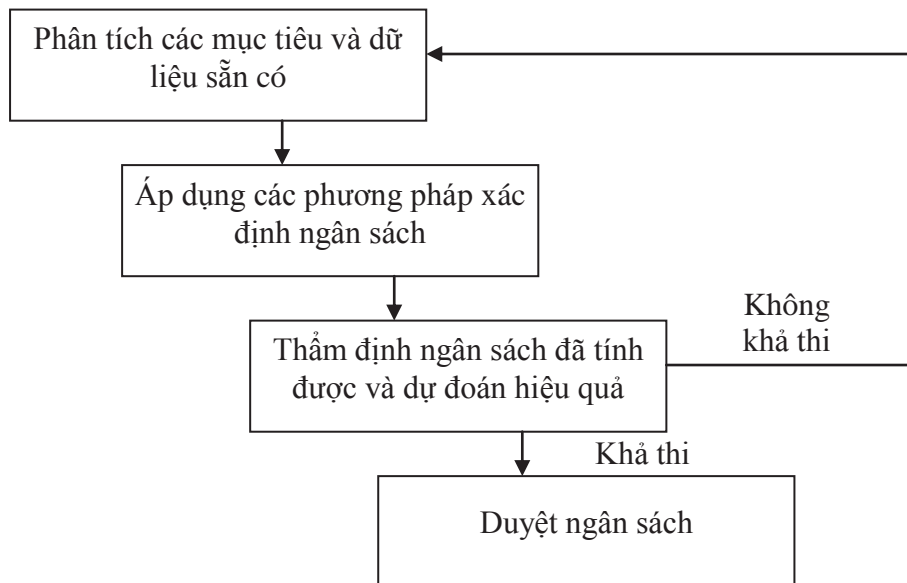 Phân tích các mục tiêu và dữ
liệu sẵn có
Áp dụng các phương pháp xác
định ngân sách
Không
khả thi
Thẩm định ngân sách đã tính
được và dự đoán hiệu quả
Khả thi
Duyệt ngân sách